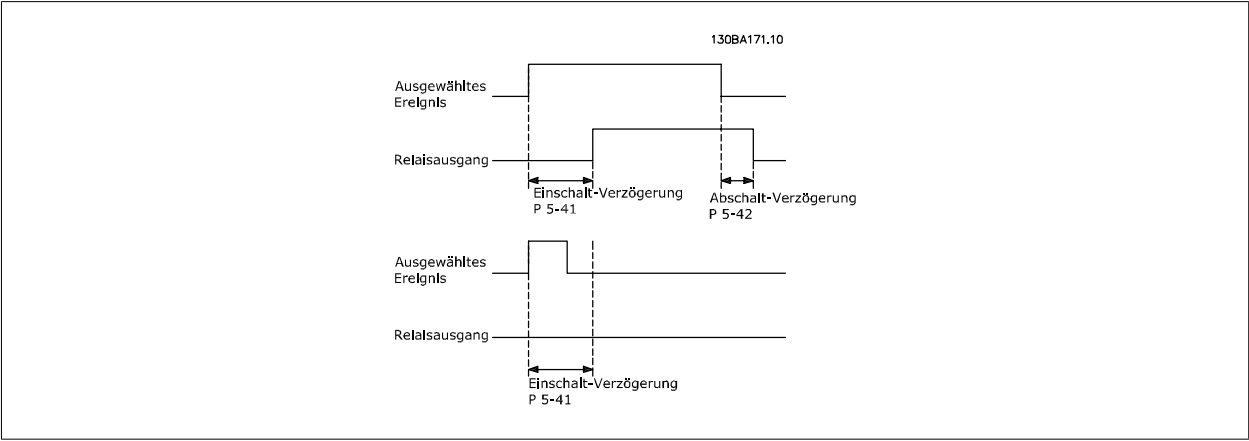 130BA171.10
Ausgewähltes
Ereignis
Relaisausgang
Einschalt-Verzögerung
P 5-41
Abschalt-Verzögerung
P 5-42
Ausgewähltes
Ereignis
Relaisausgang
Einschalt-Verzögerung
P 5-41